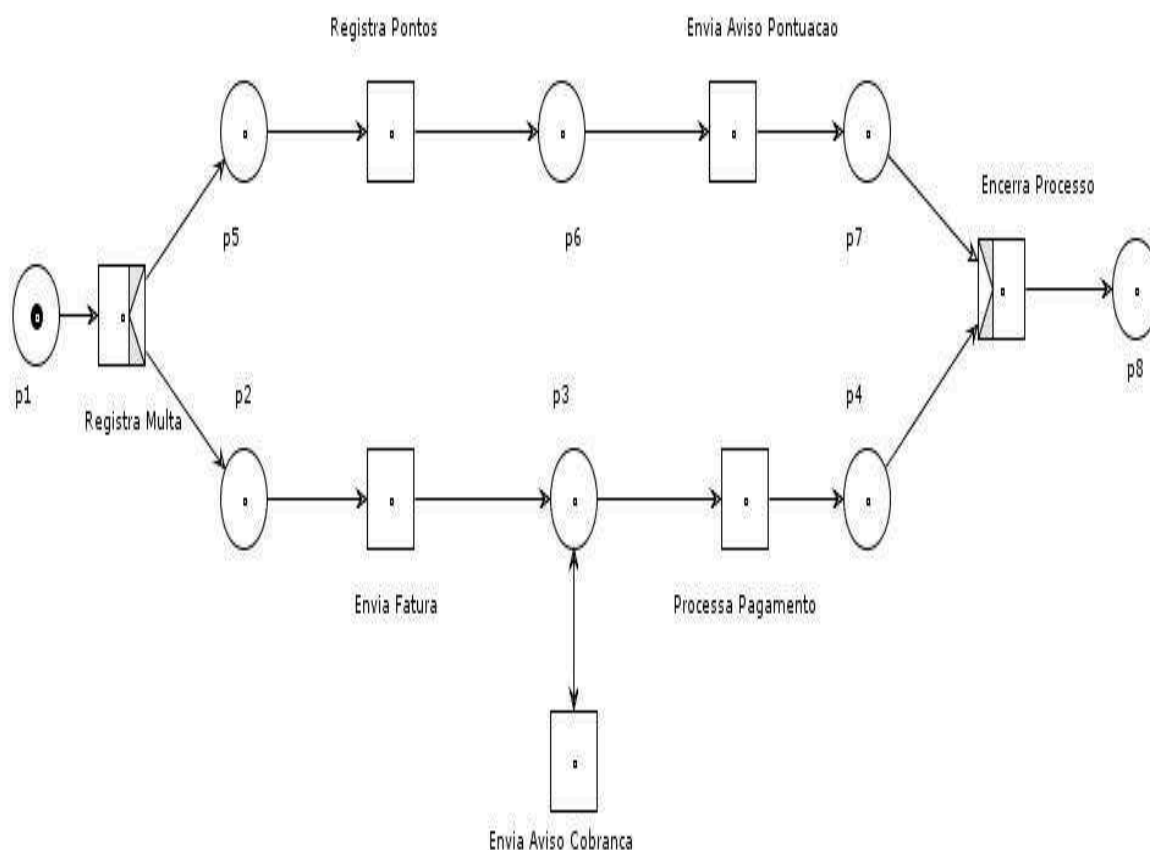 Registra Pontos
Envia Aviso Pontuacao
Encerra Processo
p5
p6
p7
p1
Registra Multa
p2
p3
p4
p8
Envia Fatura
Processa Pagamento
Envia Aviso Cobranca